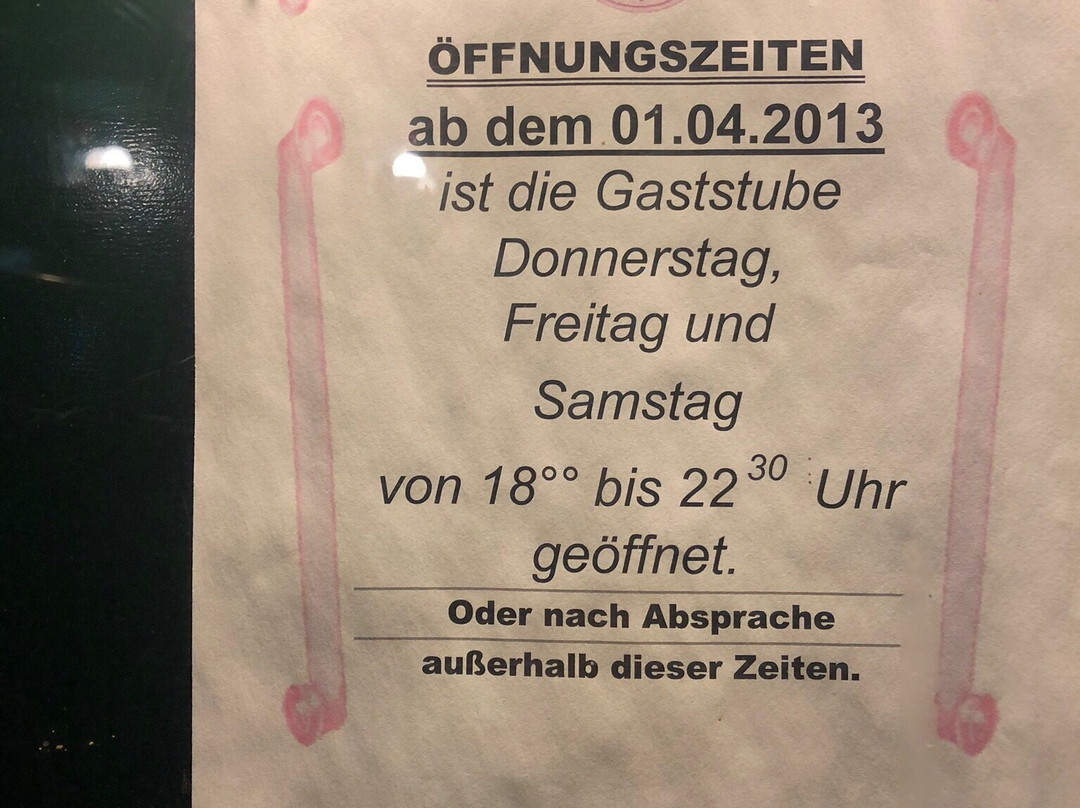 ÖFFNUNGSZEITEN
ab dem 01.04.2013
ist die Gaststube
Donnerstag,
Freitag und
Samstag
von 18°° bis 22 30 Uhr
geöffnet.
Oder nach Absprache
außerhalb dieser Zeiten.